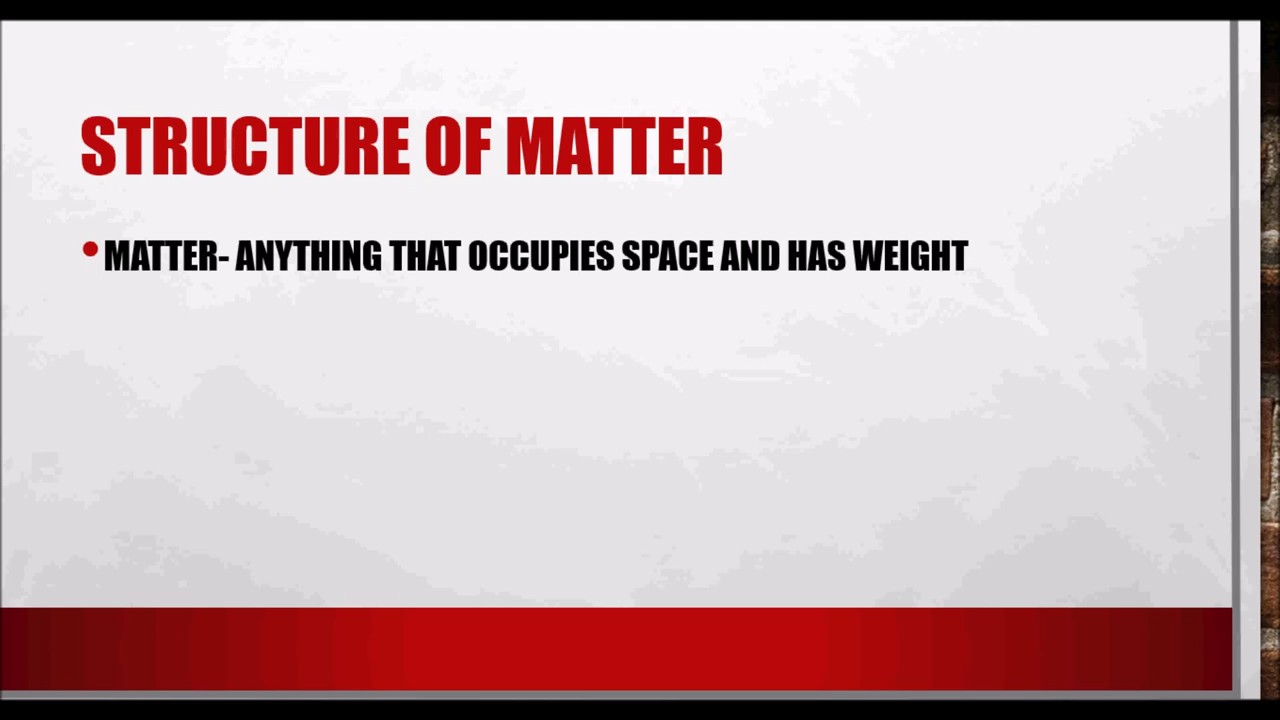 STRUCTURE OF MATTER
•MATTER- ANYTHING THAT OCCUPIES SPACE AND HAS WEIGHT